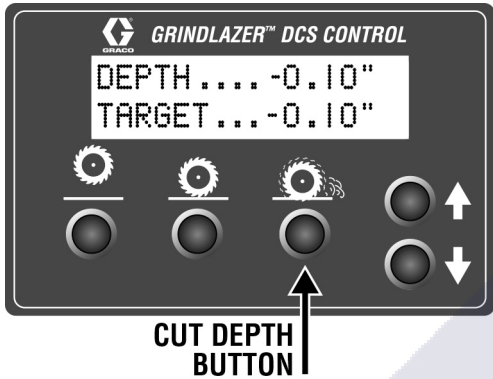 GRACO
GRINDLAZER™ DCS CONTROL
DEPTH....-0.10"
TARGET...-0.10"
CUT DEPTH
BUTTON